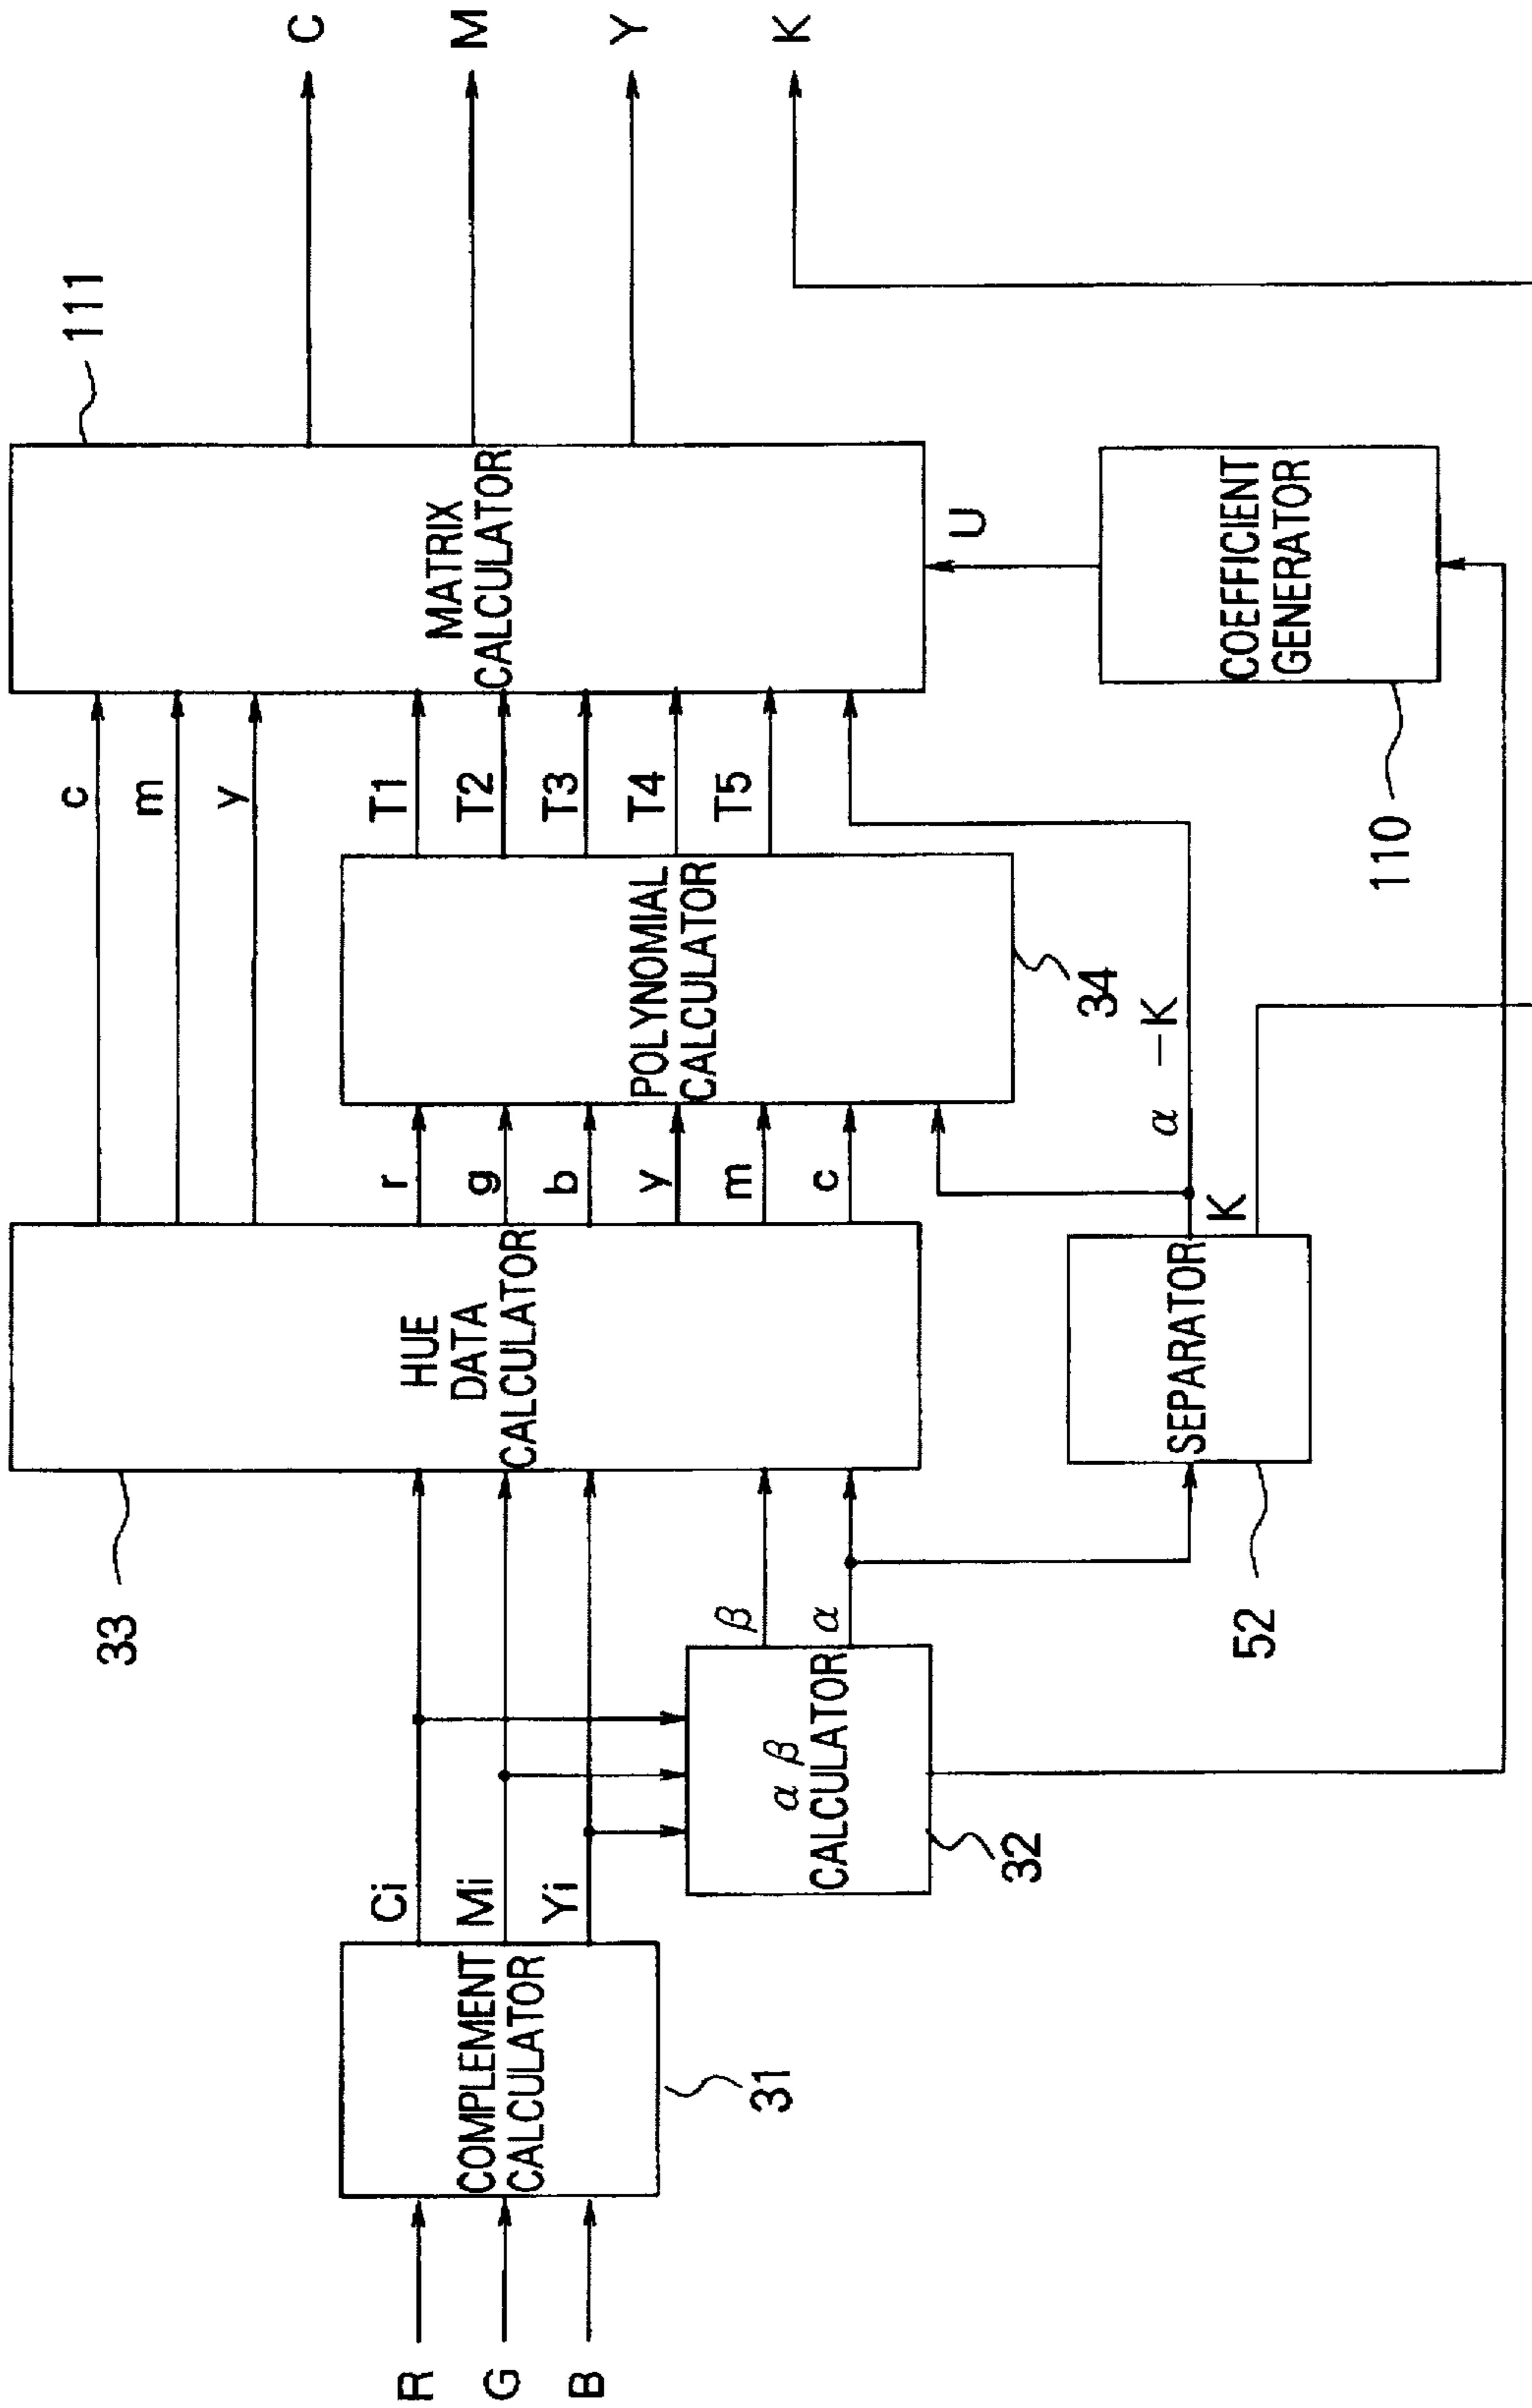 R
G
B
COMPLEMENT
CALCULATOR
31
Ci
Mi
Yi
α β
CALCULATOR
32
β
α
33
HUE
DATA
CALCULATOR
SEPARATOR
52
c
m
y
r
g
b
y
m
c
K
α -K
POLYNOMIAL
CALCULATOR
34
T1
T2
T3
T4
T5
MATRIX
CALCULATOR
111
U
COEFFICIENT
GENERATOR
110
C
M
Y
K